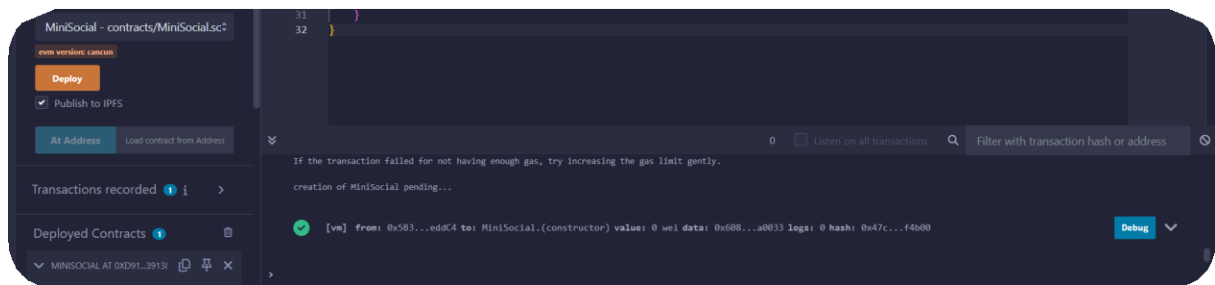 MiniSocial - contracts/MiniSocial.sc
evm version: cancun
Deploy
Publish to IPFS
At Address
Load contract from Address
Transactions recorded 1 i
Deployed Contracts 1
MINISOCIAL AT 0XD91...3913
31 }
32 }
0
Listen on all transactions
Filter with transaction hash or address
If the transaction failed for not having enough gas, try increasing the gas limit gently.
creation of MiniSocial pending...
[vm] from: 0x5B3...eddC4 to: MiniSocial.(constructor) value: 0 wei data: 0x608...a0033 logs: 0 hash: 0x47c...f4b00
Debug
>